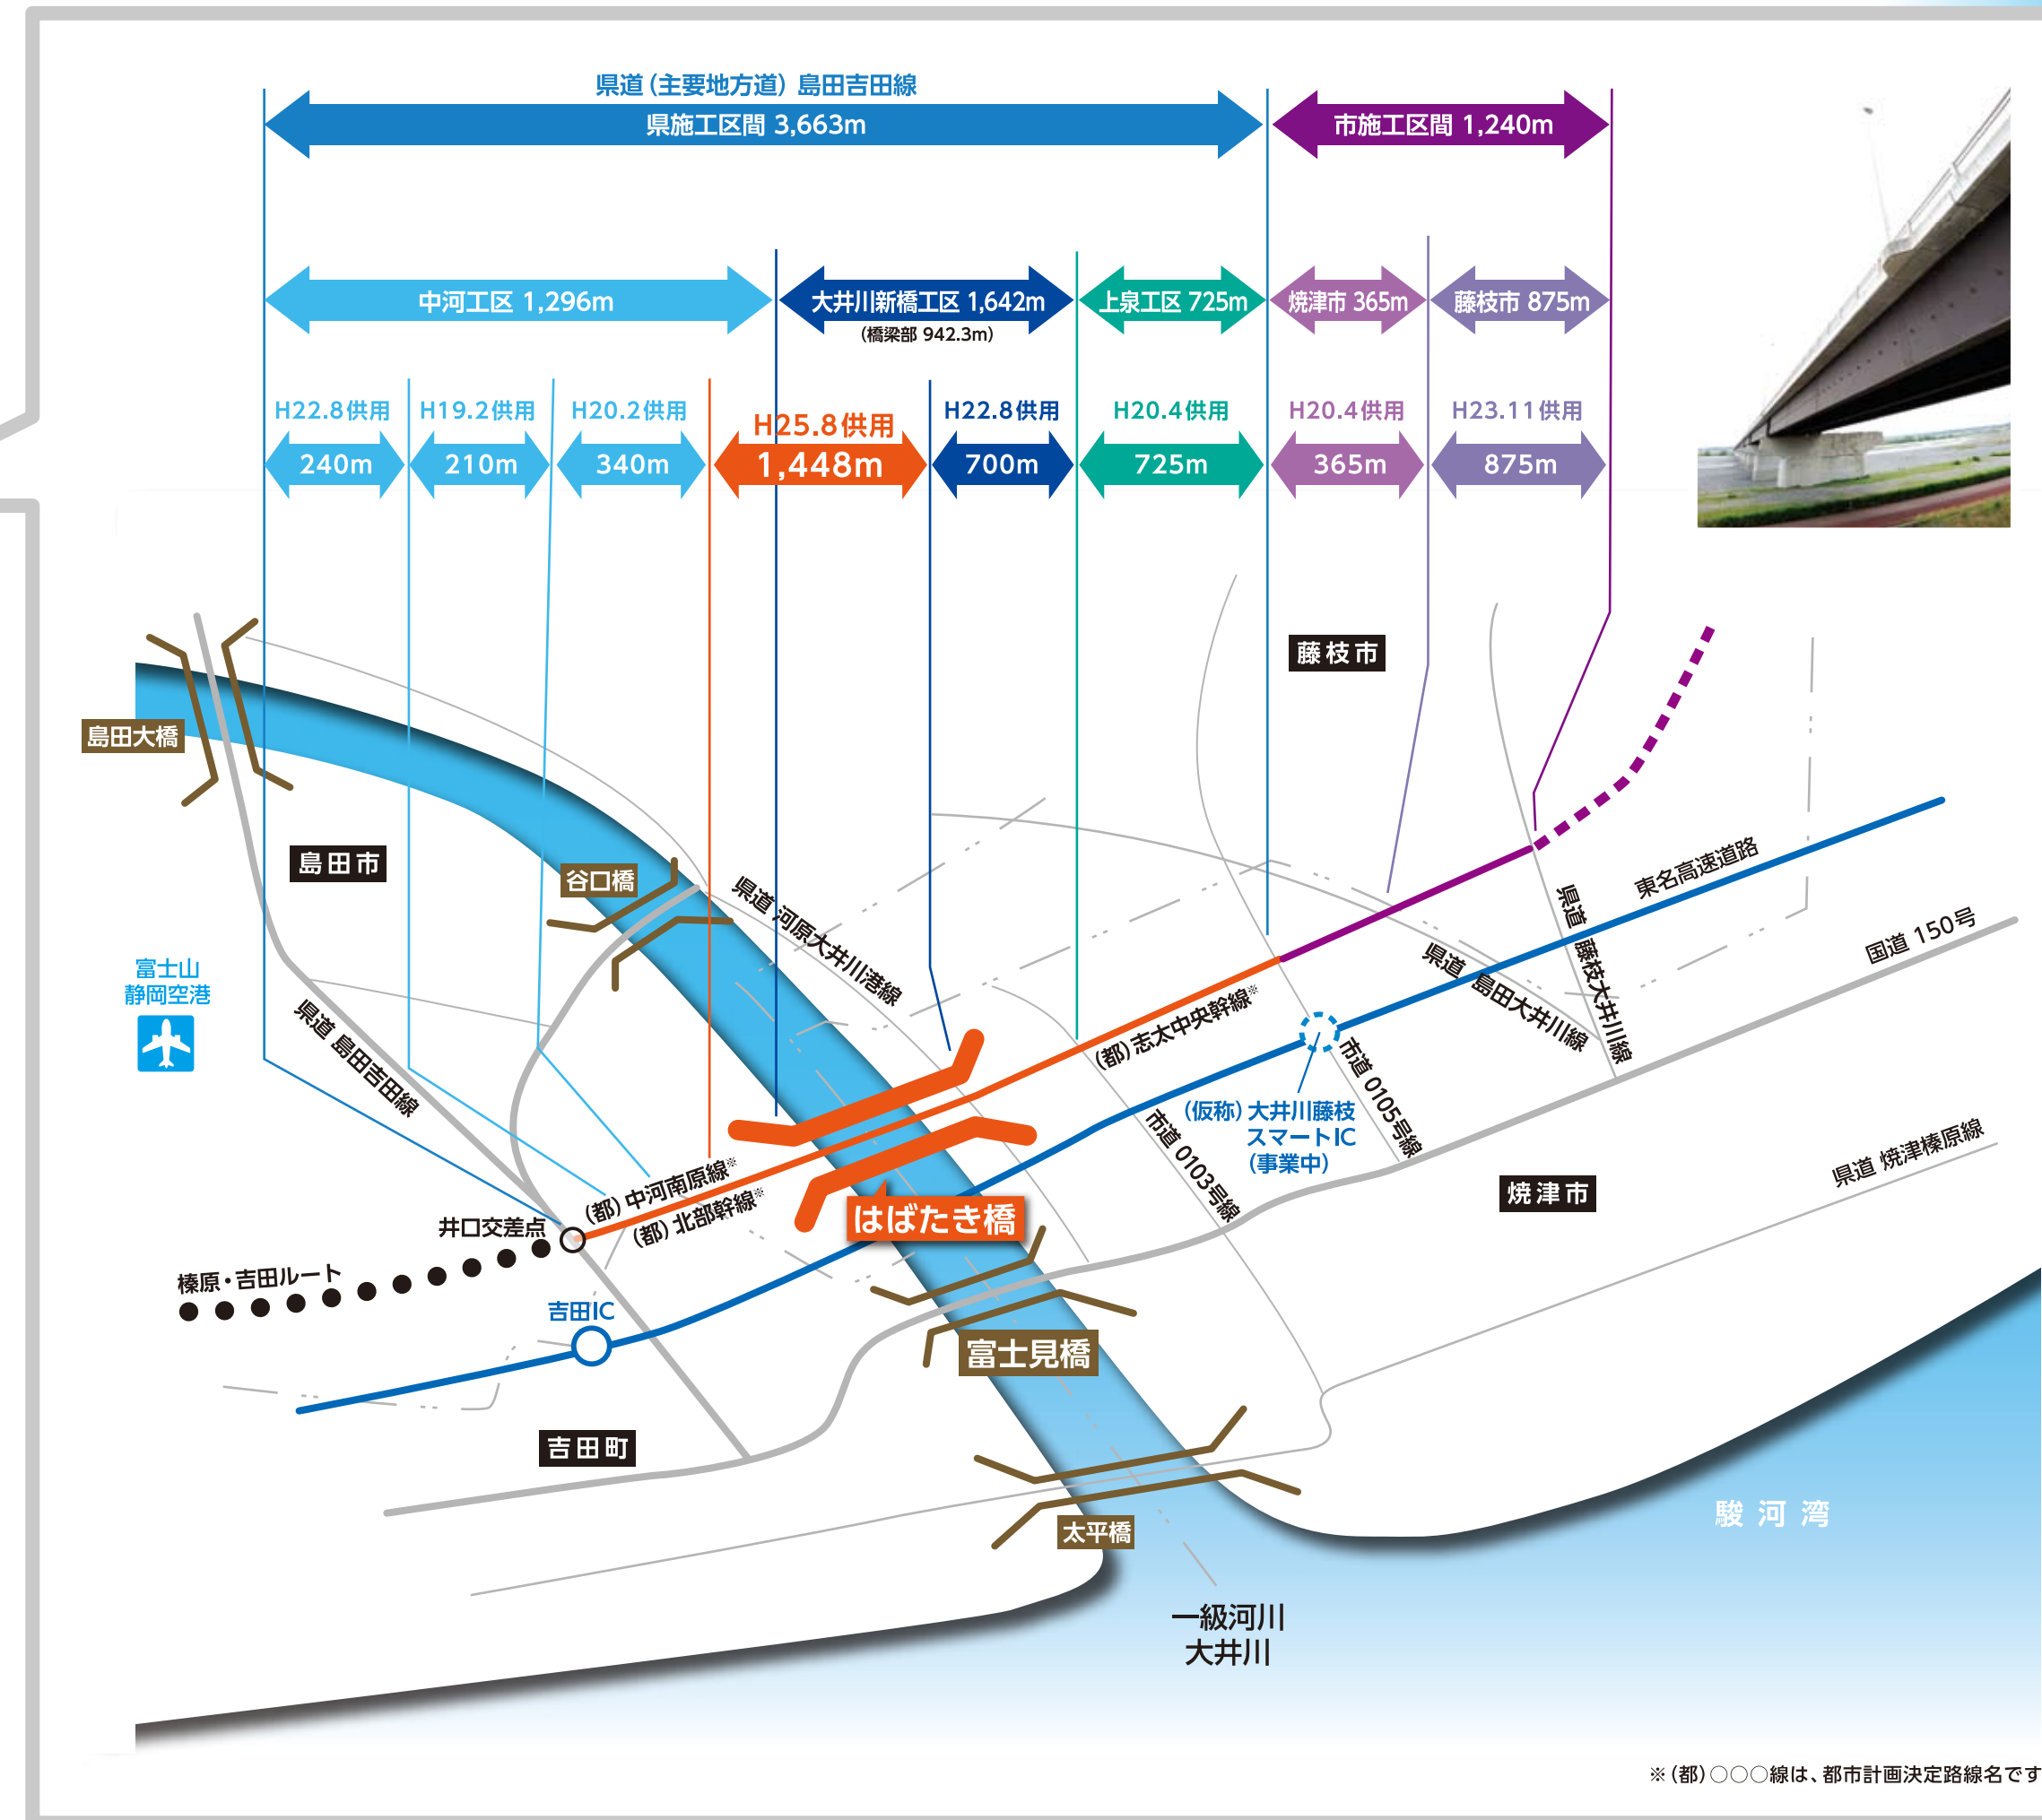 県道（主要地方道）島田吉田線
県施工区間 3,663m
市施工区間 1,240m
中河工区 1,296m
大井川新橋工区 1,642m
（橋梁部 942.3m）
上泉工区 725m
焼津市 365m
藤枝市 875m
H22.8供用
240m
H19.2供用
210m
H20.2供用
340m
H25.8供用
1,448m
H22.8供用
700m
H20.4供用
725m
H20.4供用
365m
H23.11供用
875m
藤枝市
島田大橋
島田市
谷口橋
県道 河原大井川港線
東名高速道路
県道 藤枝大井川線
国道 150号
県道 島田大井川線
富士山
静岡空港
県道 島田吉田線
（都）志太中央幹線※
市道 0105号線
（仮称）大井川藤枝
スマートIC
（事業中）
市道 0103号線
県道 焼津榛原線
焼津市
（都）中河南原線※
（都）北部幹線※
はばたき橋
井口交差点
榛原・吉田ルート
吉田IC
富士見橋
吉田町
太平橋
駿河湾
一級河川
大井川
※（都）○○○線は、都市計画決定路線名です